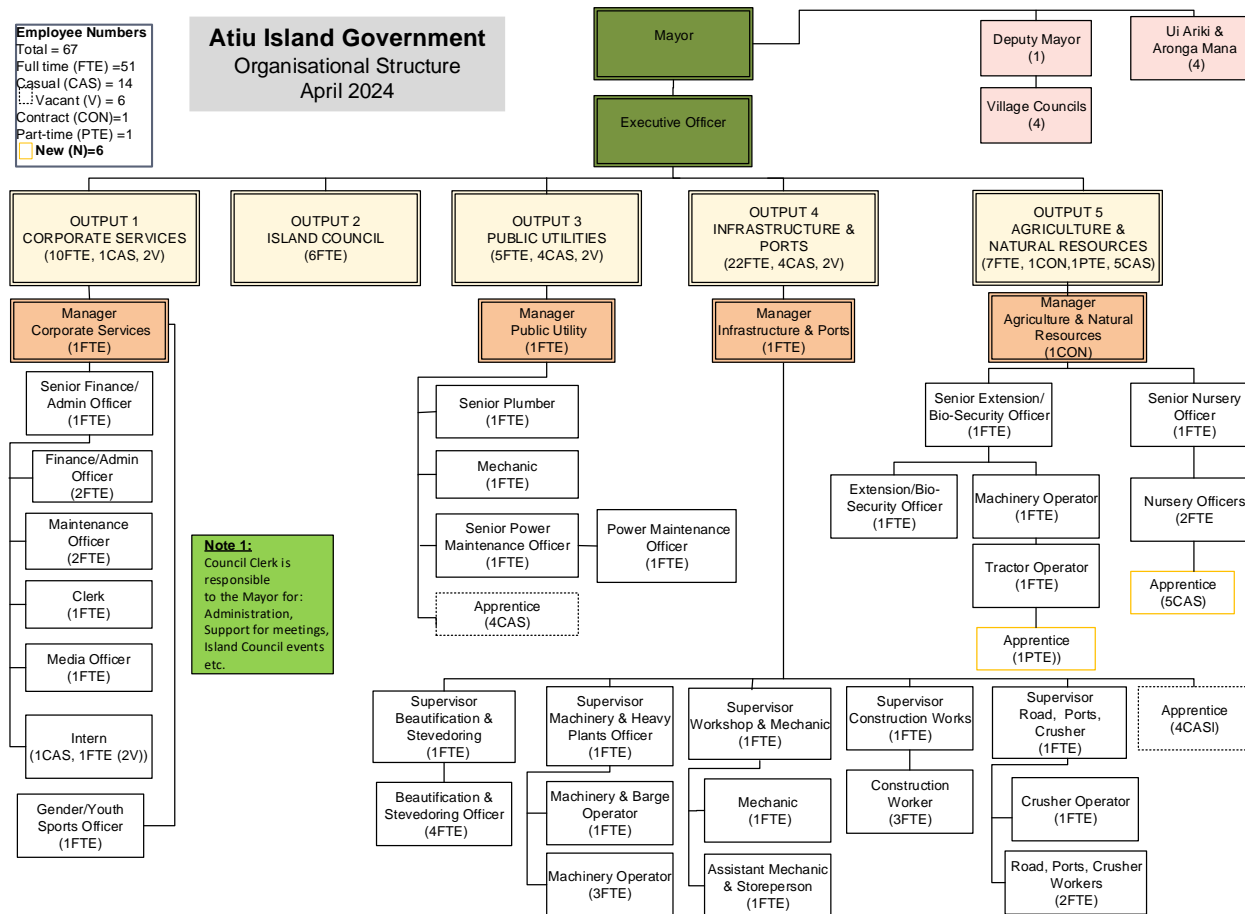 Employee Numbers
Total = 67
Full time (FTE) =51
Casual (CAS) = 14
Vacant (V) = 6
Contract (CON)=1
Part-time (PTE) =1
New (N)=6
Atiu Island Government
Organisational Structure
April 2024
Mayor
Executive Officer
Deputy Mayor
(1)
Village Councils
(4)
Ui Ariki &
Aronga Mana
(4)
OUTPUT 1
CORPORATE SERVICES
(10FTE, 1CAS, 2V)
OUTPUT 2
ISLAND COUNCIL
(6FTE)
OUTPUT 3
PUBLIC UTILITIES
(5FTE, 4CAS, 2V)
OUTPUT 4
INFRASTRUCTURE &
PORTS
(22FTE, 4CAS, 2V)
OUTPUT 5
AGRICULTURE &
NATURAL RESOURCES
(7FTE, 1CON,1PTE, 5CAS)
Manager
Corporate Services
(1FTE)
Manager
Public Utility
(1FTE)
Manager
Infrastructure & Ports
(1FTE)
Manager
Agriculture & Natural
Resources
(1CON)
Senior Finance/
Admin Officer
(1FTE)
Finance/Admin
Officer
(2FTE)
Maintenance
Officer
(2FTE)
Clerk
(1FTE)
Media Officer
(1FTE)
Intern
(1CAS, 1FTE (2V))
Gender/Youth
Sports Officer
(1FTE)
Note 1:
Council Clerk is
responsible
to the Mayor for:
Administration,
Support for meetings,
Island Council events
etc.
Senior Plumber
(1FTE)
Mechanic
(1FTE)
Senior Power
Maintenance Officer
(1FTE)
Power Maintenance
Officer
(1FTE)
Apprentice
(4CAS)
Senior Extension/
Bio-Security Officer
(1FTE)
Senior Nursery
Officer
(1FTE)
Extension/Bio-
Security Officer
(1FTE)
Machinery Operator
(1FTE)
Nursery Officers
(2FTE
Tractor Operator
(1FTE)
Apprentice
(5CAS)
Apprentice
(1PTE))
Supervisor
Beautification &
Stevedoring
(1FTE)
Beautification &
Stevedoring Officer
(4FTE)
Supervisor
Machinery & Heavy
Plants Officer
(1FTE)
Machinery & Barge
Operator
(1FTE)
Machinery Operator
(3FTE)
Supervisor
Workshop & Mechanic
(1FTE)
Mechanic
(1FTE)
Assistant Mechanic
& Storeperson
(1FTE)
Supervisor
Construction Works
(1FTE)
Construction
Worker
(3FTE)
Supervisor
Road, Ports,
Crusher
(1FTE)
Crusher Operator
(1FTE)
Road, Ports, Crusher
Workers
(2FTE)
Apprentice
(4CASl)